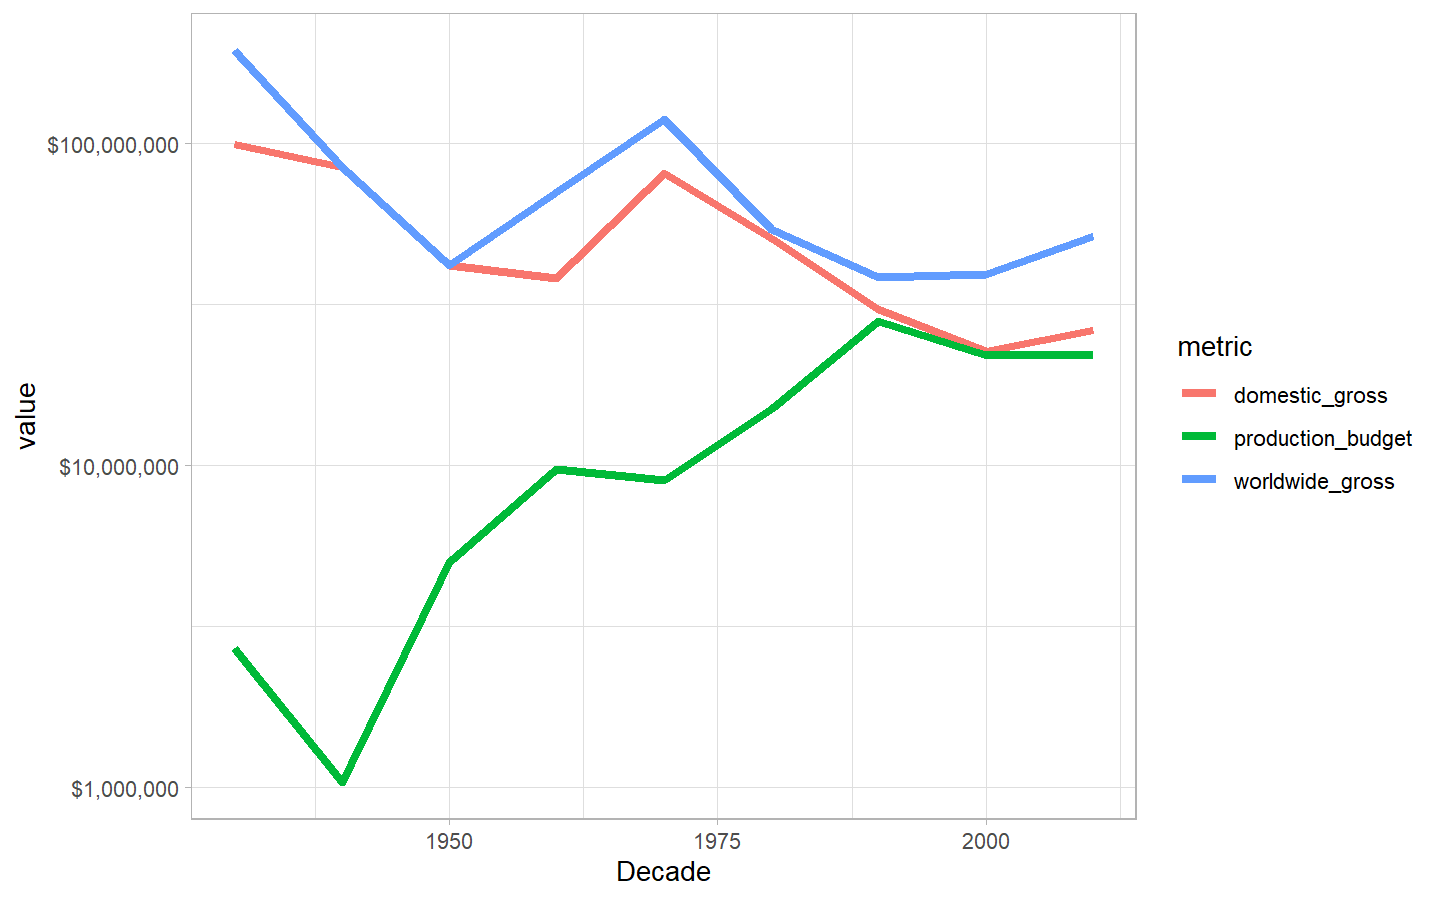 $100,000,000
$10,000,000
$1,000,000
value
1950
1975
2000
Decade
metric
domestic_gross
production_budget
worldwide_gross